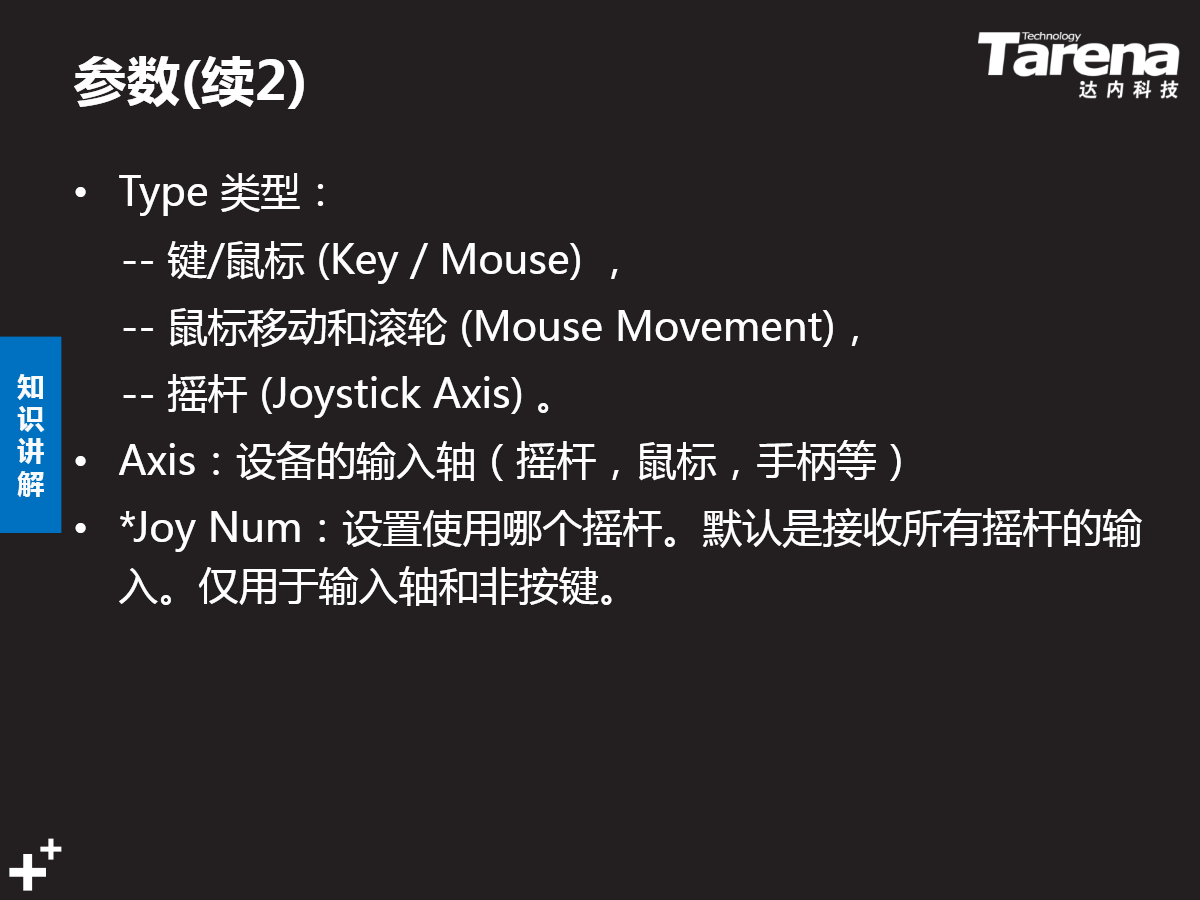 参数(续2)
Technology
Tarena
达内科技
• Type 类型：
-- 键/鼠标 (Key / Mouse) ，
-- 鼠标移动和滚轮 (Mouse Movement)，
-- 摇杆 (Joystick Axis) 。
• Axis：设备的输入轴（摇杆，鼠标，手柄等）
• *Joy Num：设置使用哪个摇杆。默认是接收所有摇杆的输
入。仅用于输入轴和非按键。
知
识
讲
解